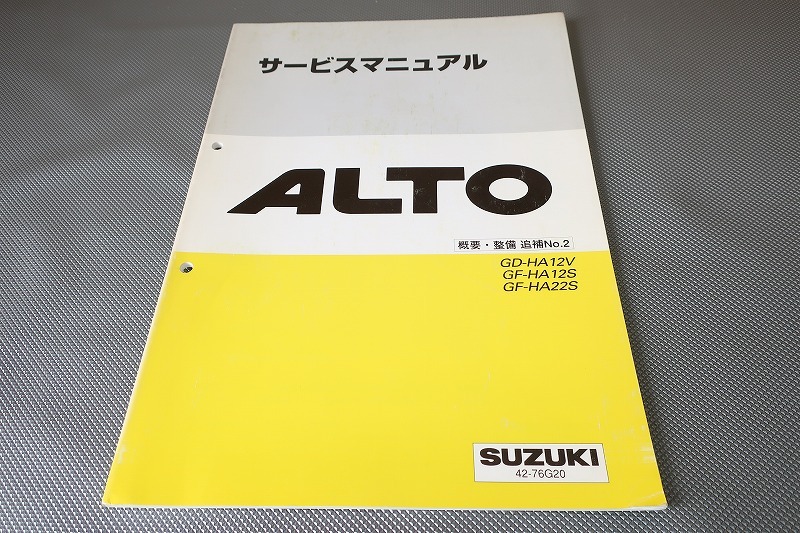 サービスマニュアル
ALTO
概要・整備 追補No.2
GD-HA12V
GF-HA12S
GF-HA22S
SUZUKI
42-76G20